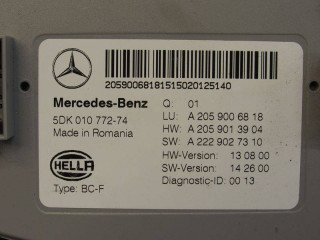 2059006818151502012514​0
Mercedes-Benz Q: 01
5DK 010 772-74 LU: A 205 900 68 18
Made in Romania HW: A 205 901 39 04
SW: A 222 902 73 10
HELLA HW-Version: 13 08 00
SW-Version: 14 26 00
Type: BC-F Diagnostic-ID: 00 13